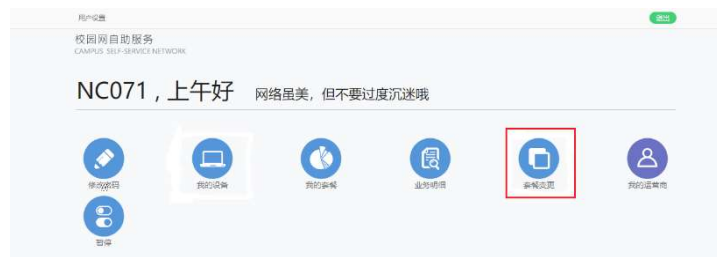 用户设置 退出
校园网自助服务
CAMPUS SELF-SERVICE NETWORK
NC071，上午好 网络虽美，但不要过度沉迷哦
修改密码 我的设备 我的套餐 业务明细 套餐变更 我的运营商
暂停